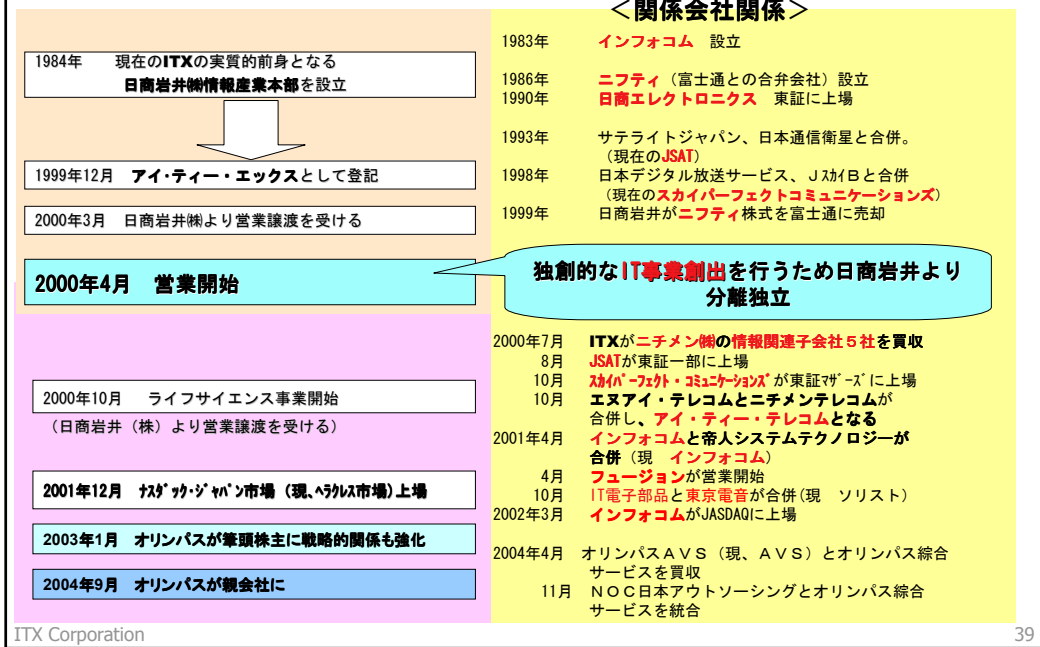 ＜関係会社関係＞
1984年　現在のITXの実質的前身となる
日商岩井㈱情報産業本部を設立
1999年12月　アイ・ティー・エックスとして登記
2000年3月　日商岩井㈱より営業譲渡を受ける
2000年4月　営業開始
2000年10月　ライフサイエンス事業開始
（日商岩井（株）より営業譲渡を受ける）
2001年12月　ﾅｽﾀﾞｯｸ･ｼﾞｬﾊﾟﾝ市場（現、ﾍﾗｸﾚｽ市場）上場
2003年1月　オリンパスが筆頭株主に戦略的関係も強化
2004年9月　オリンパスが親会社に
1983年　インフォコム　設立
1986年　ニフティ（富士通との合弁会社）設立
1990年　日商エレクトロニクス　東証に上場
1993年　サテライトジャパン、日本通信衛星と合併。
（現在のJSAT）
1998年　日本デジタル放送サービス、ＪｽｶｲＢと合併
（現在のスカイパーフェクトコミュニケーションズ）
1999年　日商岩井がニフティ株式を富士通に売却
独創的なIT事業創出を行うため日商岩井より
分離独立
2000年7月　ITXがニチメン㈱の情報関連子会社５社を買収
8月　JSATが東証一部に上場
10月　ｽｶｲﾊﾟｰﾌｪｸﾄ・ｺﾐｭﾆｹｰｼｮﾝｽﾞが東証ﾏｻﾞｰｽﾞに上場
10月　エヌアイ・テレコムとニチメンテレコムが
合併し、アイ・ティー・テレコムとなる
2001年4月　インフォコムと帝人システムテクノロジーが
合併（現　インフォコム）
4月　フュージョンが営業開始
10月　IT電子部品と東京電音が合併(現　ソリスト）
2002年3月　インフォコムがJASDAQに上場
2004年4月　オリンパスＡＶＳ（現、ＡＶＳ）とオリンパス綜合
サービスを買収
11月　ＮＯＣ日本アウトソーシングとオリンパス綜合
サービスを統合
ITX Corporation
39